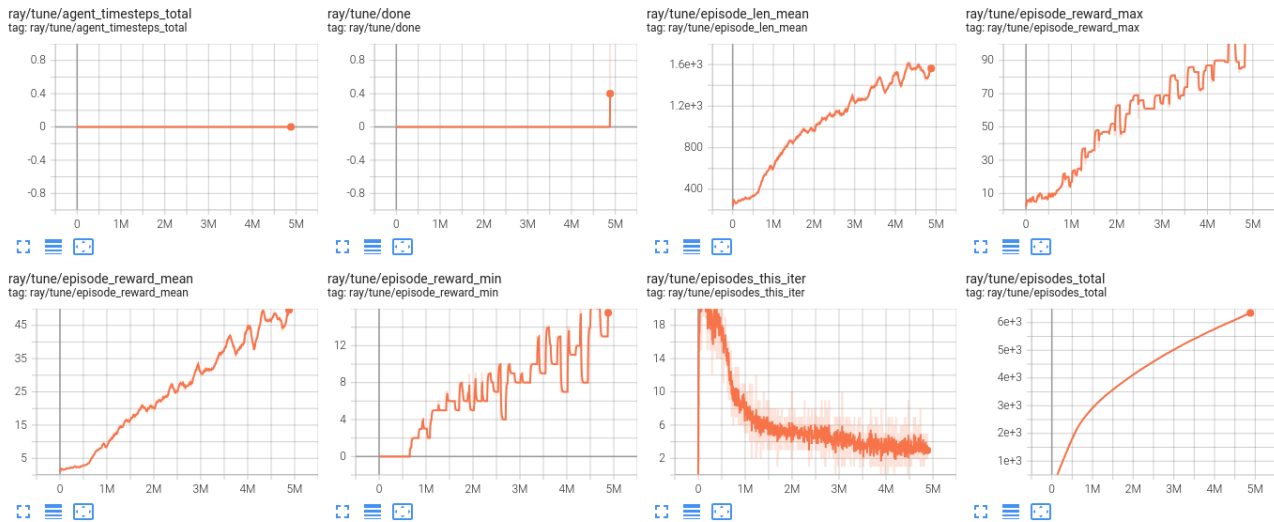 ray/tune/agent_timesteps_total
tag: ray/tune/agent_timesteps_total
0.8
0.4
0
-0.4
-0.8
0 1M 2M 3M 4M 5M
ray/tune/done
tag: ray/tune/done
0.8
0.4
0
-0.4
-0.8
0 1M 2M 3M 4M 5M
ray/tune/episode_len_mean
tag: ray/tune/episode_len_mean
1.6e+3
1.2e+3
800
400
0 1M 2M 3M 4M 5M
ray/tune/episode_reward_max
tag: ray/tune/episode_reward_max
90
70
50
30
10
0 1M 2M 3M 4M 5M
ray/tune/episode_reward_mean
tag: ray/tune/episode_reward_mean
45
35
25
15
5
0 1M 2M 3M 4M 5M
ray/tune/episode_reward_min
tag: ray/tune/episode_reward_min
12
8
4
0
0 1M 2M 3M 4M 5M
ray/tune/episodes_this_iter
tag: ray/tune/episodes_this_iter
18
14
10
6
2
0 1M 2M 3M 4M 5M
ray/tune/episodes_total
tag: ray/tune/episodes_total
6e+3
5e+3
4e+3
3e+3
2e+3
1e+3
0 1M 2M 3M 4M 5M